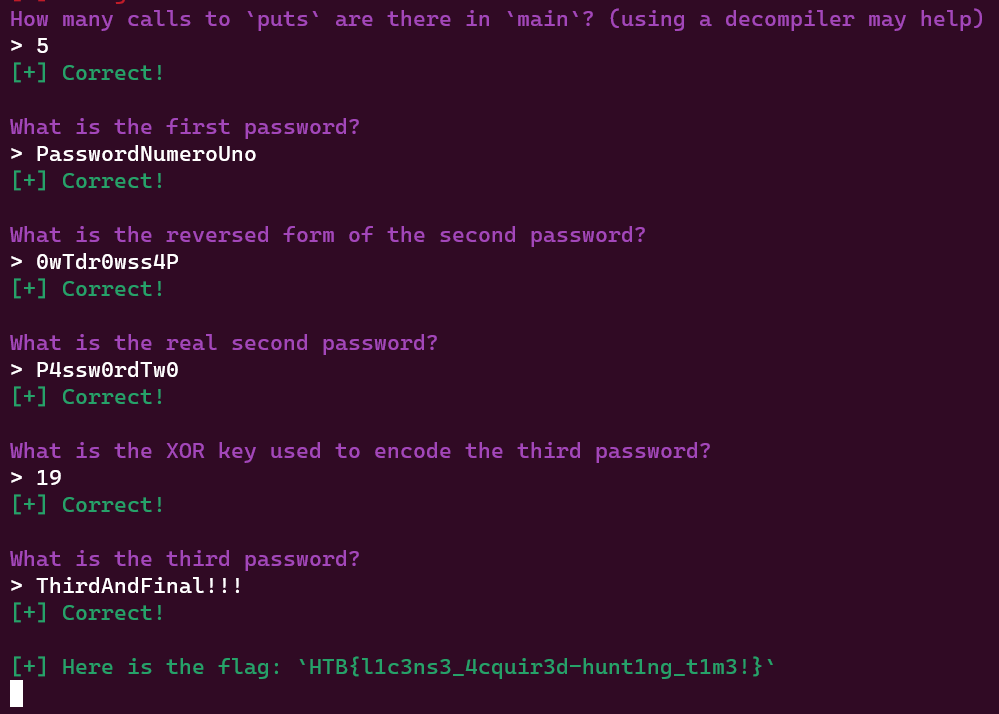 How many calls to `puts` are there in `main`? (using a decompiler may help)
> 5
[+] Correct!
What is the first password?
> PasswordNumeroUno
[+] Correct!
What is the reversed form of the second password?
> 0wTdr0wss4P
[+] Correct!
What is the real second password?
> P4ssw0rdTw0
[+] Correct!
What is the XOR key used to encode the third password?
> 19
[+] Correct!
What is the third password?
> ThirdAndFinal!!!
[+] Correct!
[+] Here is the flag: `HTB{l1c3ns3_4cquir3d-hunt1ng_t1m3!}`